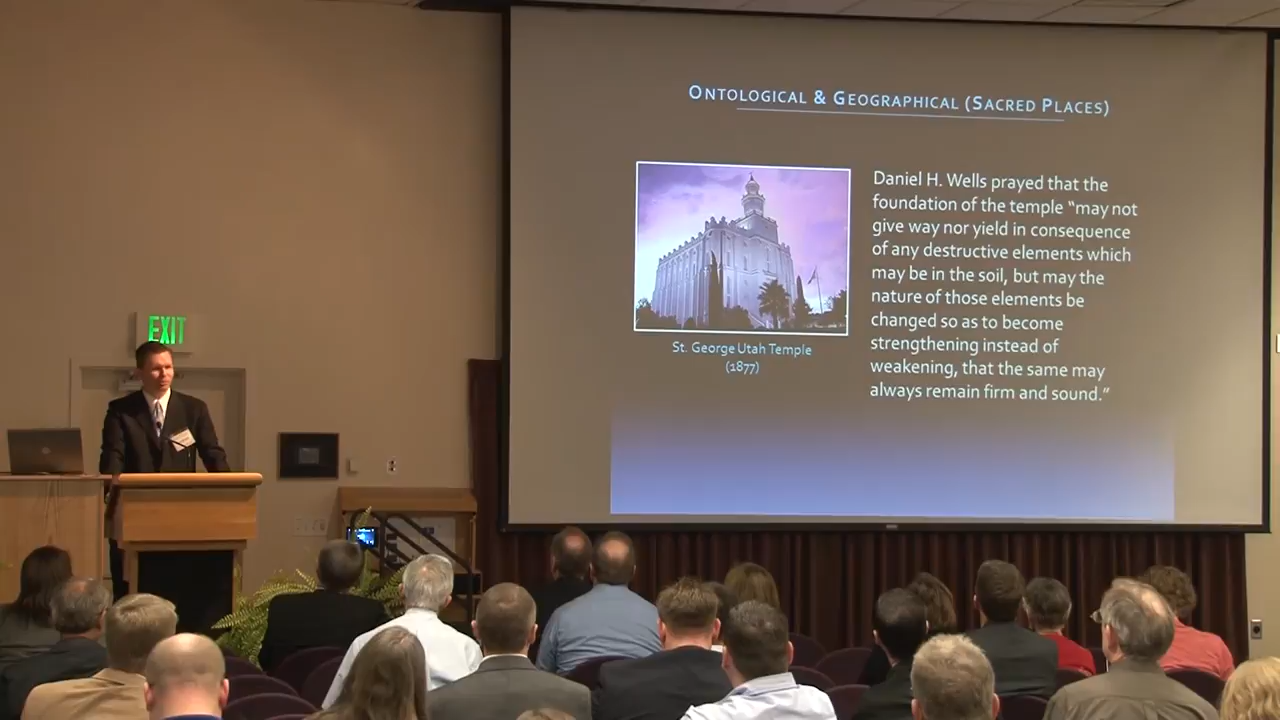 ONTOLOGICAL & GEOGRAPHICAL (SACRED PLACES)
Daniel H. Wells prayed that the
foundation of the temple “may not
give way nor yield in consequence
of any destructive elements which
may be in the soil, but may the
nature of those elements be
changed so as to become
strengthening instead of
weakening, that the same may
always remain firm and sound.”
St. George Utah Temple
(1877)
EXIT